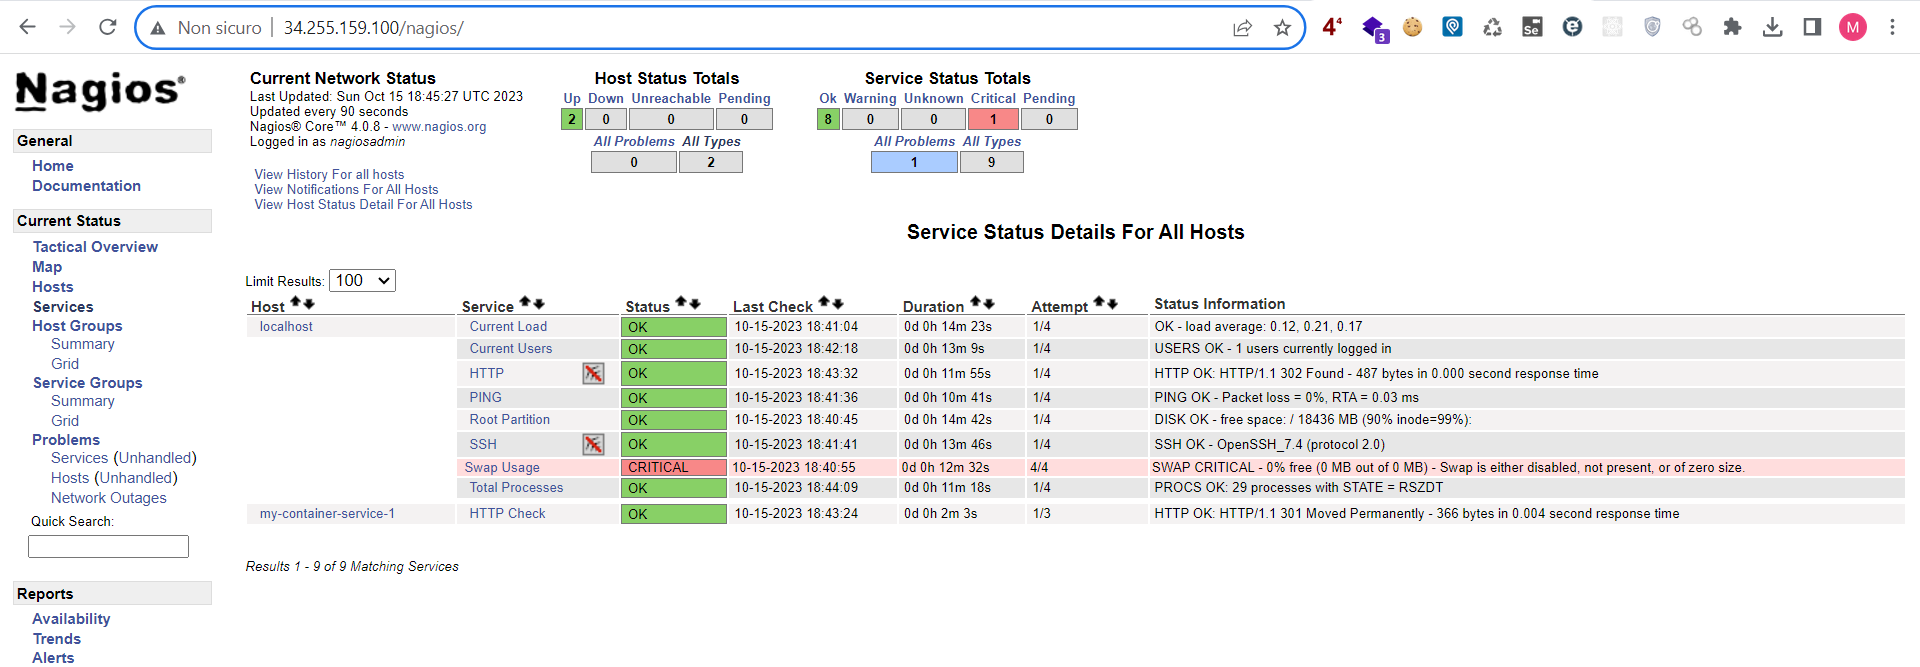 Non sicuro | 34.255.159.100/nagios/
4⁴
3
Se
e
M
Nagios®
General
Home
Documentation
Current Status
Tactical Overview
Map
Hosts
Services
Host Groups
Summary
Grid
Service Groups
Summary
Grid
Problems
Services (Unhandled)
Hosts (Unhandled)
Network Outages
Quick Search:
Reports
Availability
Trends
Alerts
Current Network Status
Last Updated: Sun Oct 15 18:45:27 UTC 2023
Updated every 90 seconds
Nagios® Core™ 4.0.8 - www.nagios.org
Logged in as nagiosadmin
View History For all hosts
View Notifications For All Hosts
View Host Status Detail For All Hosts
Host Status Totals
Up Down Unreachable Pending
2 0 0 0
All Problems All Types
0 2
Service Status Totals
Ok Warning Unknown Critical Pending
8 0 0 1 0
All Problems All Types
1 9
Service Status Details For All Hosts
Limit Results: 100
Host Service Status Last Check Duration Attempt Status Information
localhost Current Load OK 10-15-2023 18:41:04 0d 0h 14m 23s 1/4 OK - load average: 0.12, 0.21, 0.17
Current Users OK 10-15-2023 18:42:18 0d 0h 13m 9s 1/4 USERS OK - 1 users currently logged in
HTTP OK 10-15-2023 18:43:32 0d 0h 11m 55s 1/4 HTTP OK: HTTP/1.1 302 Found - 487 bytes in 0.000 second response time
PING OK 10-15-2023 18:41:36 0d 0h 10m 41s 1/4 PING OK - Packet loss = 0%, RTA = 0.03 ms
Root Partition OK 10-15-2023 18:40:45 0d 0h 14m 42s 1/4 DISK OK - free space: / 18436 MB (90% inode=99%):
SSH OK 10-15-2023 18:41:41 0d 0h 13m 46s 1/4 SSH OK - OpenSSH_7.4 (protocol 2.0)
Swap Usage CRITICAL 10-15-2023 18:40:55 0d 0h 12m 32s 4/4 SWAP CRITICAL - 0% free (0 MB out of 0 MB) - Swap is either disabled, not present, or of zero size.
Total Processes OK 10-15-2023 18:44:09 0d 0h 11m 18s 1/4 PROCS OK: 29 processes with STATE = RSZDT
my-container-service-1 HTTP Check OK 10-15-2023 18:43:24 0d 0h 2m 3s 1/3 HTTP OK: HTTP/1.1 301 Moved Permanently - 366 bytes in 0.004 second response time
Results 1 - 9 of 9 Matching Services